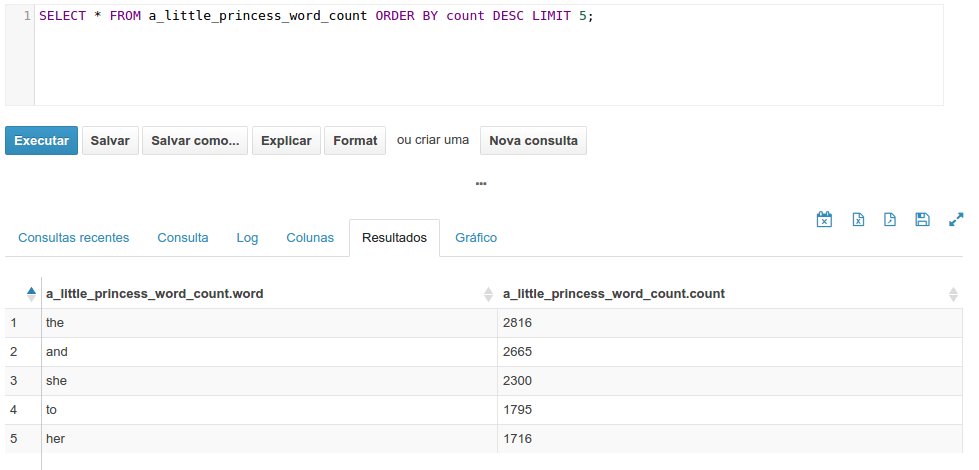 1 SELECT * FROM a_little_princess_word_count ORDER BY count DESC LIMIT 5;
Executar Salvar Salvar como... Explicar Format ou criar uma Nova consulta
...
Consultas recentes Consulta Log Colunas Resultados Gráfico
a_little_princess_word_count.word a_little_princess_word_count.count
1 the 2816
2 and 2665
3 she 2300
4 to 1795
5 her 1716